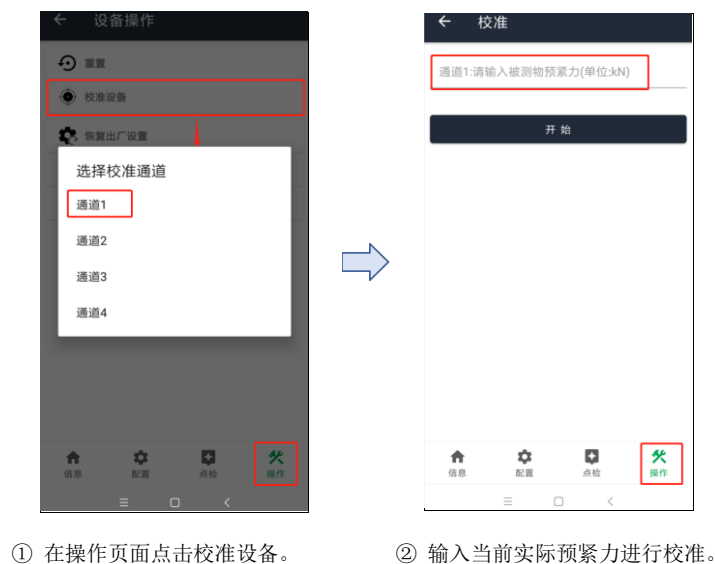 设备操作
重置
校准设备
恢复出厂设置
选择校准通道
通道1
通道2
通道3
通道4
信息
配置
点检
操作
校准
通道1:请输入被测物预紧力(单位:kN)
开 始
信息
配置
点检
操作
① 在操作页面点击校准设备。
② 输入当前实际预紧力进行校准。